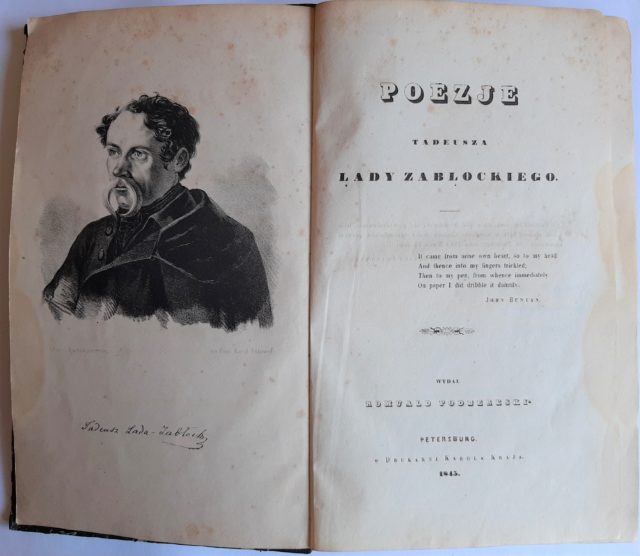 Tadeusz Łada-Zabłocki
POEZJE
TADEUSZA
ŁADY ZABŁOCKIEGO.
It came from mine own heart, so to my head
And thence into my fingers trickled;
Then to my pen, from whence immediately
On paper I did dribble it daintily.
JOHN BUNYAN.
WYDAŁ
ROMUALD PODBERESKI.
PETERSBURG.
w DRUKARNI KAROLA KRAJA.
1845.